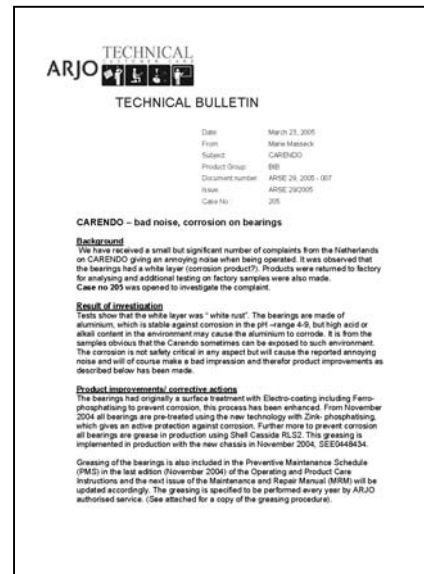 TECHNICAL
CUSTOMER CARE
ARJO
TECHNICAL BULLETIN
Date: March 23, 2005
From: Marie Masseck
Subject: CARENDO
Product Group: BIB
Document number: ARSE 29, 2005 - 007
Issue: ARSE 29/2005
Case No : 205
CARENDO – bad noise, corrosion on bearings
Background
We have received a small but significant number of complaints from the Netherlands
on CARENDO giving an annoying noise when being operated. It was observed that
the bearings had a white layer (corrosion product?). Products were returned to factory
for analysing and additional testing on factory samples were also made.
Case no 205 was opened to investigate the complaint.
Result of investigation
Tests show that the white layer was " white rust". The bearings are made of
aluminium, which is stable against corrosion in the pH –range 4-9, but high acid or
alkali content in the environment may cause the aluminium to corrode. It is from the
samples obvious that the Carendo sometimes can be exposed to such environment.
The corrosion is not safety critical in any aspect but will cause the reported annoying
noise and will of course make a bad impression and therefor product improvements as
described below has been made.
Product improvements/ corrective actions
The bearings had originally a surface treatment with Electro-coating including Ferro-
phosphatising to prevent corrosion, this process has been enhanced. From November
2004 all bearings are pre-treated using the new technology with Zink- phosphatising,
which gives an active protection against corrosion. Further more to prevent corrosion
all bearings are grease in production using Shell Cassida RLS2. This greasing is
implemented in production with the new chassis in November 2004, SEE0448434.
Greasing of the bearings is also included in the Preventive Maintenance Schedule
(PMS) in the last edition (November 2004) of the Operating and Product Care
Instructions and the next issue of the Maintenance and Repair Manual (MRM) will be
updated accordingly. The greasing is specified to be performed every year by ARJO
authorised service. (See attached for a copy of the greasing procedure).